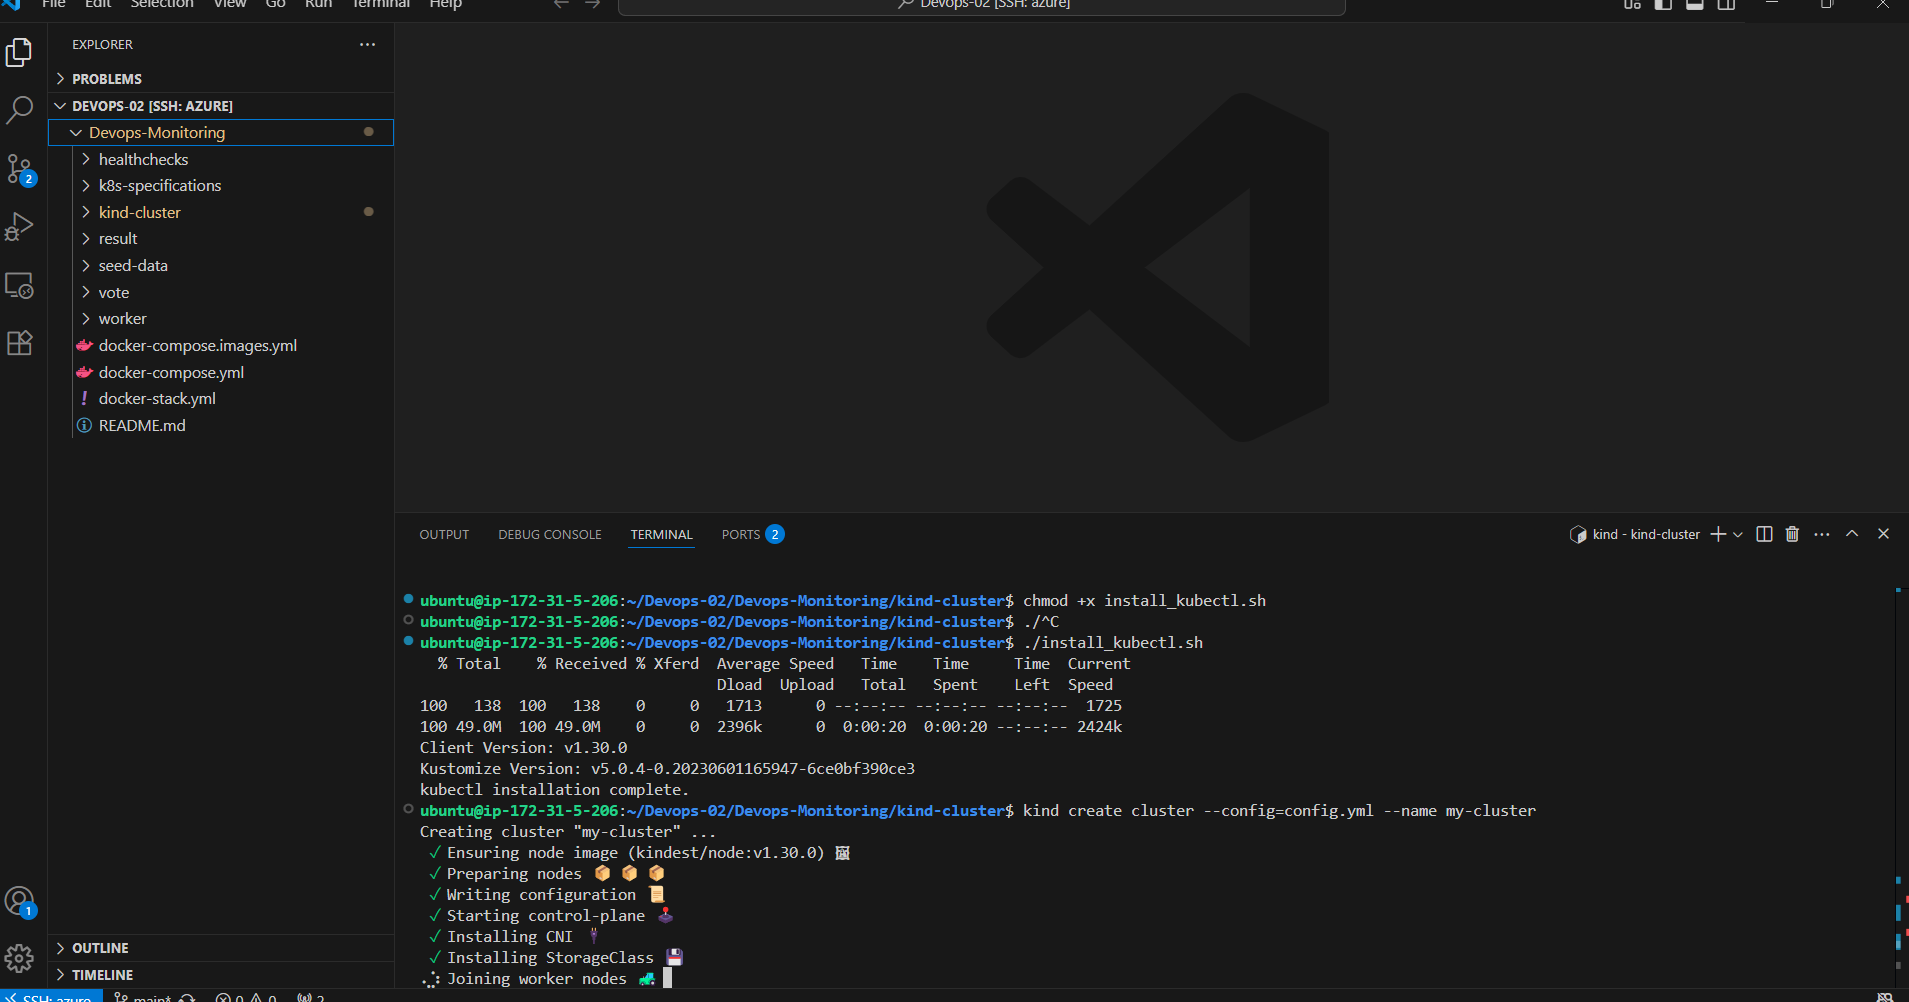 File Edit Selection View Go Run Terminal Help
Devops-02 [SSH: azure]
EXPLORER
PROBLEMS
DEVOPS-02 [SSH: AZURE]
Devops-Monitoring
healthchecks
k8s-specifications
kind-cluster
result
seed-data
vote
worker
docker-compose.images.yml
docker-compose.yml
docker-stack.yml
README.md
OUTLINE
TIMELINE
2
1
OUTPUT DEBUG CONSOLE TERMINAL PORTS 2
kind - kind-cluster
ubuntu@ip-172-31-5-206:~/Devops-02/Devops-Monitoring/kind-cluster$ chmod +x install_kubectl.sh
ubuntu@ip-172-31-5-206:~/Devops-02/Devops-Monitoring/kind-cluster$ ./^C
ubuntu@ip-172-31-5-206:~/Devops-02/Devops-Monitoring/kind-cluster$ ./install_kubectl.sh
% Total % Received % Xferd Average Speed Time Time Time Current
Dload Upload Total Spent Left Speed
100 138 100 138 0 0 1713 0 --:--:-- --:--:-- --:--:-- 1725
100 49.0M 100 49.0M 0 0 2396k 0 0:00:20 0:00:20 --:--:-- 2424k
Client Version: v1.30.0
Kustomize Version: v5.0.4-0.20230601165947-6ce0bf390ce3
kubectl installation complete.
ubuntu@ip-172-31-5-206:~/Devops-02/Devops-Monitoring/kind-cluster$ kind create cluster --config=config.yml --name my-cluster
Creating cluster "my-cluster" ...
✓ Ensuring node image (kindest/node:v1.30.0) 🖼
✓ Preparing nodes 📦 📦 📦
✓ Writing configuration 📜
✓ Starting control-plane 🕹️
✓ Installing CNI 🔌
✓ Installing StorageClass 💾
Joining worker nodes 🚜
SSH: azure main* 0 0 2